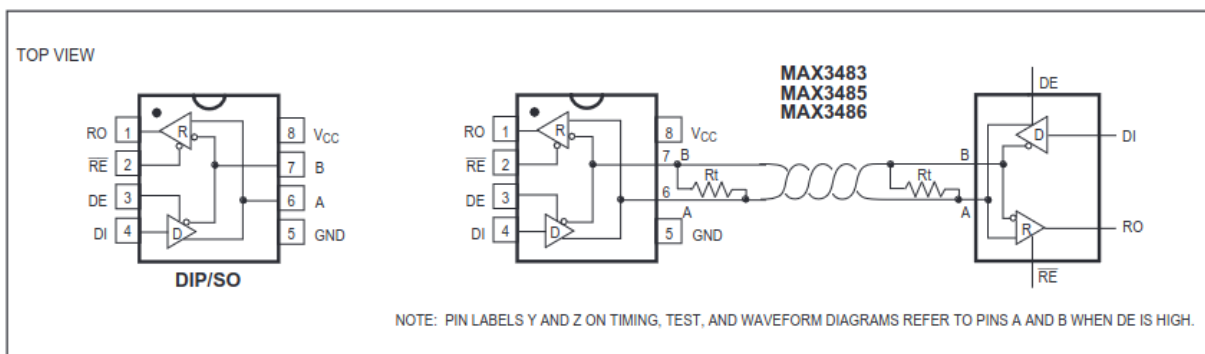 TOP VIEW
MAX3483
MAX3485
MAX3486
RO 1
R
8 VCC
RE 2
7 B
DE 3
6 A
DI 4
D
5 GND
DIP/SO
RO 1
R
8 VCC
RE 2
7 B
Rt
DE 3
6
A
DI 4
D
5 GND
DE
D
DI
B
Rt
A
R
RO
RE
NOTE: PIN LABELS Y AND Z ON TIMING, TEST, AND WAVEFORM DIAGRAMS REFER TO PINS A AND B WHEN DE IS HIGH.